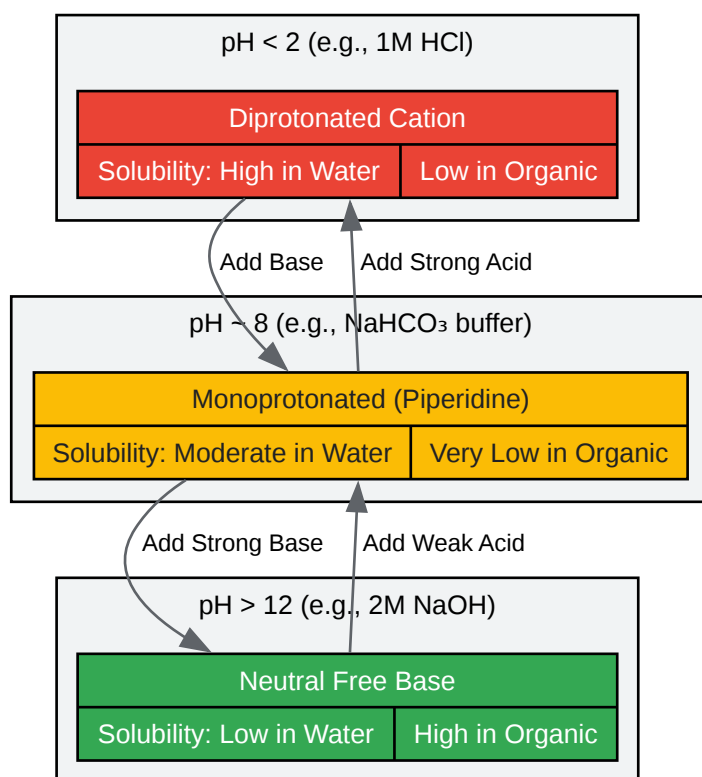 pH < 2 (e.g., 1M HCl)
Diprotonated Cation
Solubility: High in Water
Low in Organic
Add Base
Add Strong Acid
pH ~ 8 (e.g., NaHCO₃ buffer)
Monoprotonated (Piperidine)
Solubility: Moderate in Water
Very Low in Organic
Add Strong Base
Add Weak Acid
pH > 12 (e.g., 2M NaOH)
Neutral Free Base
Solubility: Low in Water
High in Organic